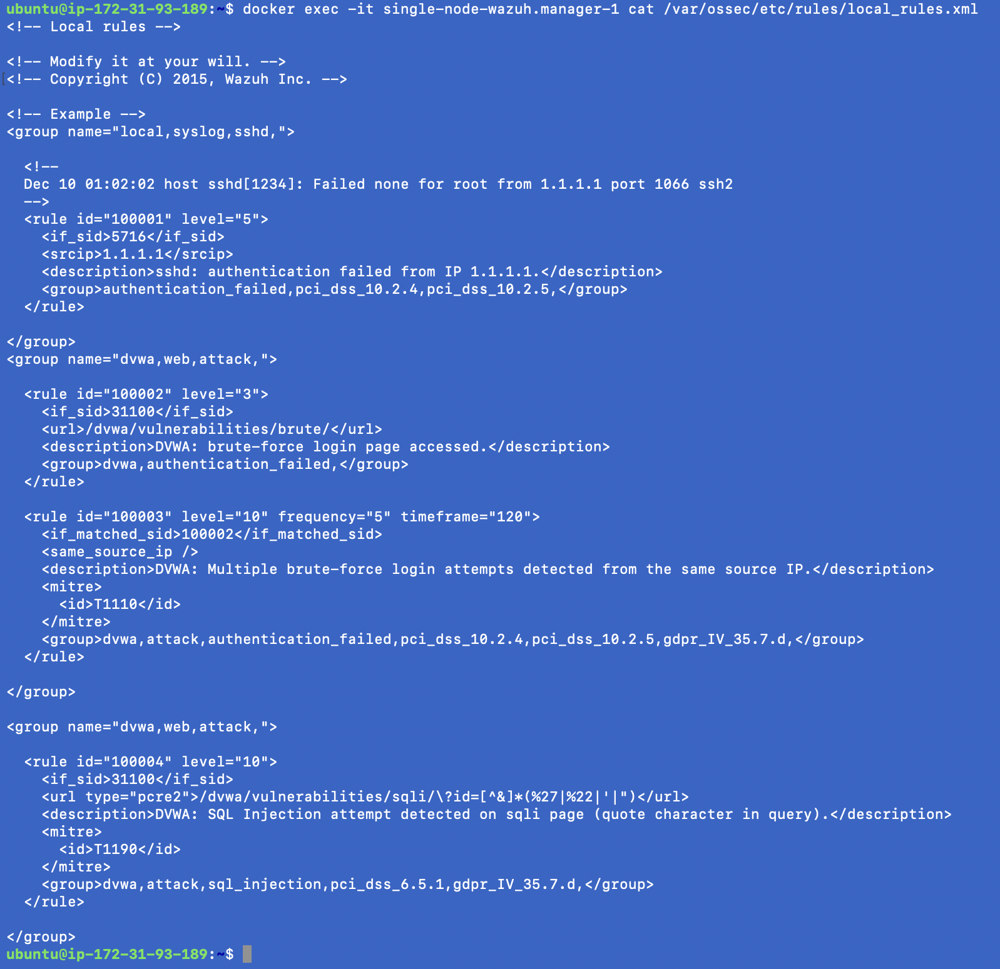 ubuntu@ip-172-31-93-189:~$ docker exec -it single-node-wazuh.manager-1 cat /var/ossec/etc/rules/local_rules.xml
<!-- Local rules -->

<!-- Modify it at your will. -->
[<!-- Copyright (C) 2015, Wazuh Inc. -->

<!-- Example -->
<group name="local,syslog,sshd,">

  <!--
  Dec 10 01:02:02 host sshd[1234]: Failed none for root from 1.1.1.1 port 1066 ssh2
  -->
  <rule id="100001" level="5">
    <if_sid>5716</if_sid>
    <srcip>1.1.1.1</srcip>
    <description>sshd: authentication failed from IP 1.1.1.1.</description>
    <group>authentication_failed,pci_dss_10.2.4,pci_dss_10.2.5,</group>
  </rule>

</group>
<group name="dvwa,web,attack,">

  <rule id="100002" level="3">
    <if_sid>31100</if_sid>
    <url>/dvwa/vulnerabilities/brute/</url>
    <description>DVWA: brute-force login page accessed.</description>
    <group>dvwa,authentication_failed,</group>
  </rule>

  <rule id="100003" level="10" frequency="5" timeframe="120">
    <if_matched_sid>100002</if_matched_sid>
    <same_source_ip />
    <description>DVWA: Multiple brute-force login attempts detected from the same source IP.</description>
    <mitre>
      <id>T1110</id>
    </mitre>
    <group>dvwa,attack,authentication_failed,pci_dss_10.2.4,pci_dss_10.2.5,gdpr_IV_35.7.d,</group>
  </rule>

</group>

<group name="dvwa,web,attack,">

  <rule id="100004" level="10">
    <if_sid>31100</if_sid>
    <url type="pcre2">/dvwa/vulnerabilities/sqli/\?id=[^&]*(%27|%22|'|")</url>
    <description>DVWA: SQL Injection attempt detected on sqli page (quote character in query).</description>
    <mitre>
      <id>T1190</id>
    </mitre>
    <group>dvwa,attack,sql_injection,pci_dss_6.5.1,gdpr_IV_35.7.d,</group>
  </rule>

</group>
ubuntu@ip-172-31-93-189:~$